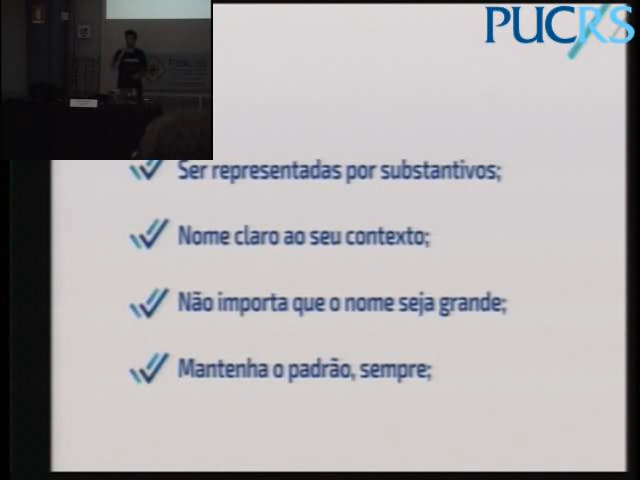 PUCRS
Ser representadas por substantivos;
Nome claro ao seu contexto;
Não importa que o nome seja grande;
Mantenha o padrão, sempre;